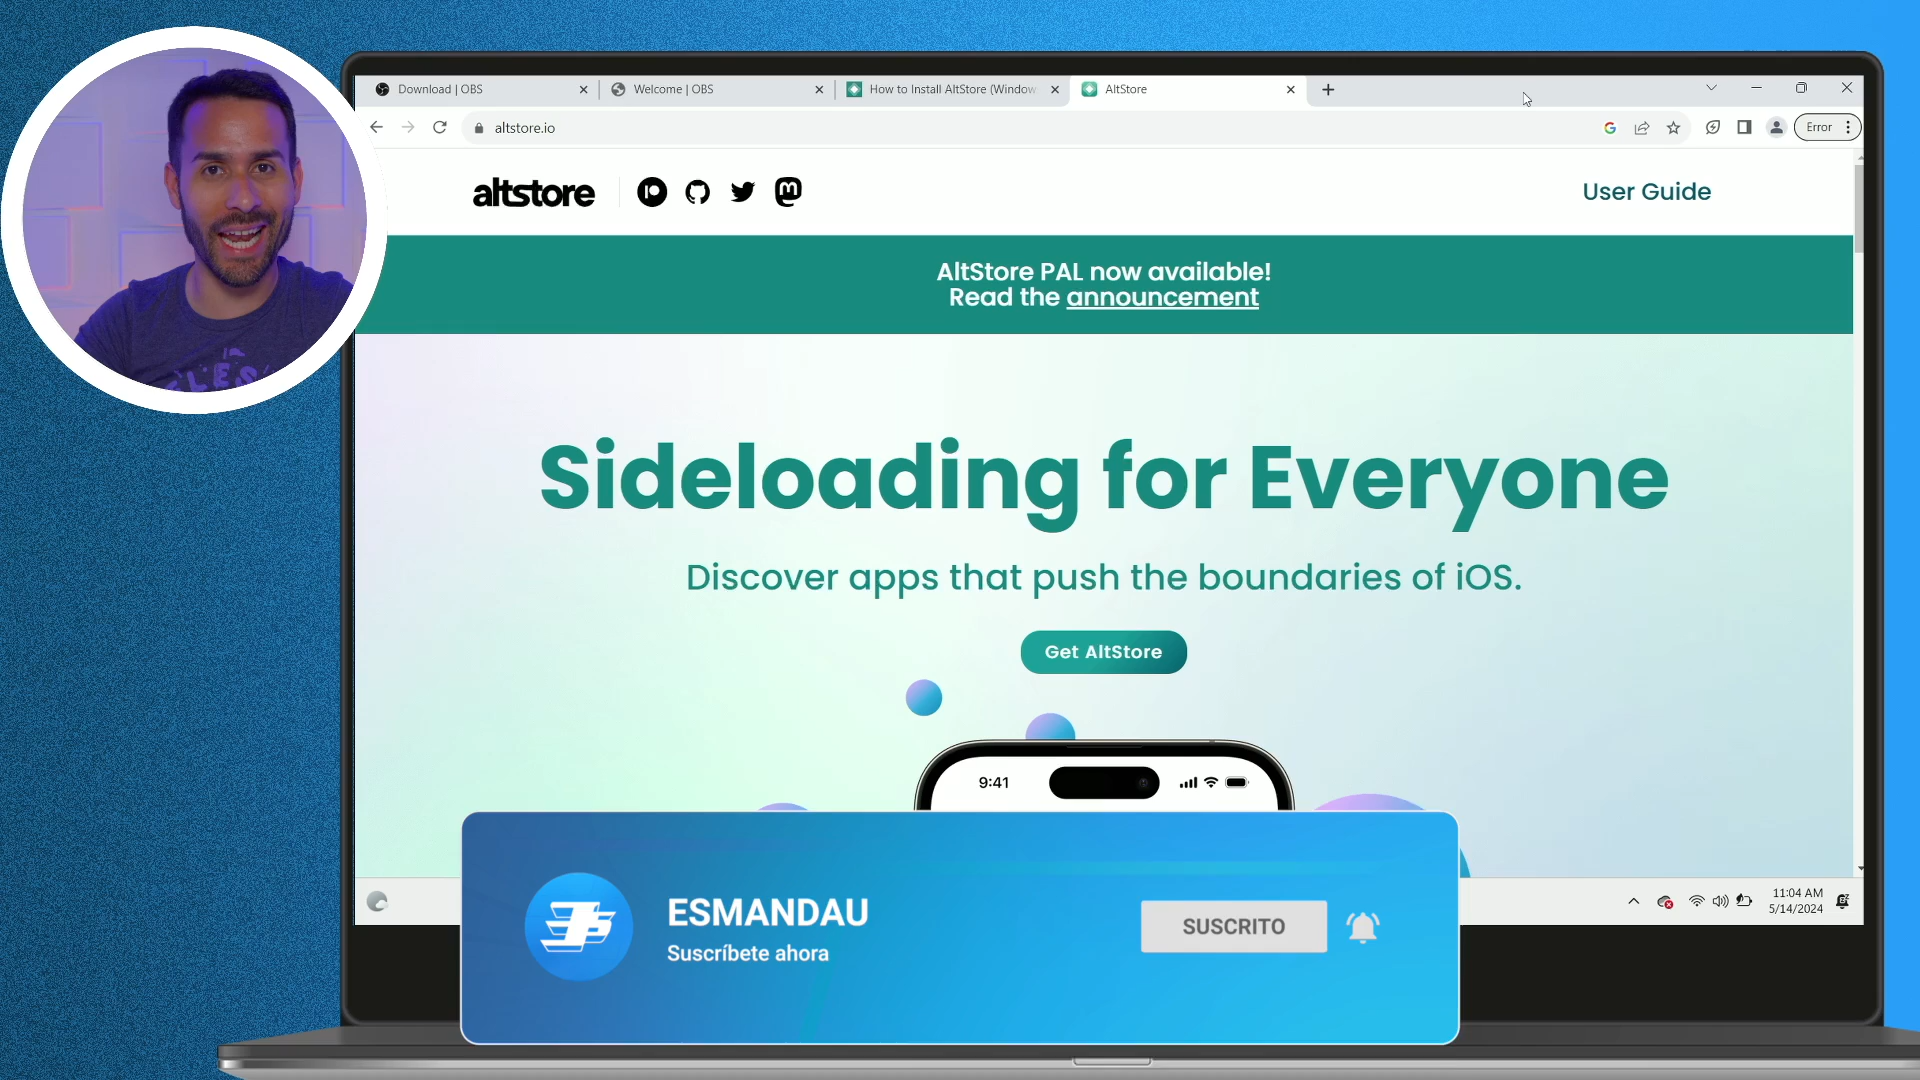 Download | OBS
Welcome | OBS
How to Install AltStore (Window
AltStore
altstore.io
Error
altstore
User Guide
AltStore PAL now available!
Read the announcement
Sideloading for Everyone
Discover apps that push the boundaries of iOS.
Get AltStore
9:41
ESMANDAU
Suscríbete ahora
SUSCRITO
11:04 AM
5/14/2024